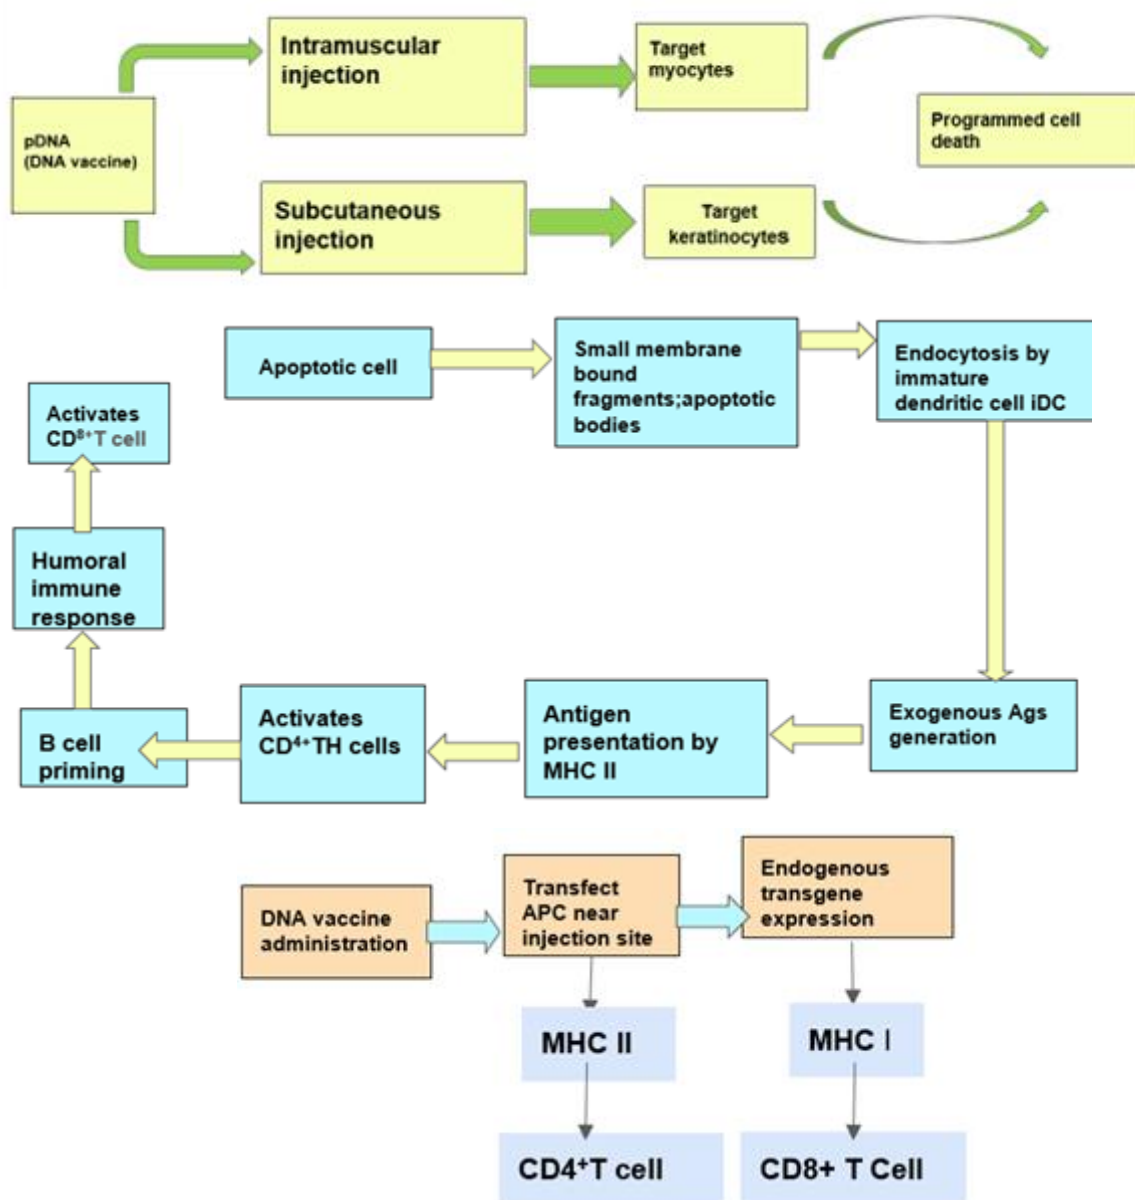 Intramuscular
injection
Target
myocytes
pDNA
(DNA vaccine)
Programmed cell
death
Subcutaneous
injection
Target
keratinocytes
Apoptotic cell
Small membrane
bound
fragments;apoptotic
bodies
Endocytosis by
immature
dendritic cell iDC
Activates
CD⁸⁺T cell
Humoral
immune
response
B cell
priming
Activates
CD⁴⁺TH cells
Antigen
presentation by
MHC II
Exogenous Ags
generation
DNA vaccine
administration
Transfect
APC near
injection site
Endogenous
transgene
expression
MHC II
MHC I
CD4⁺T cell
CD8+ T Cell